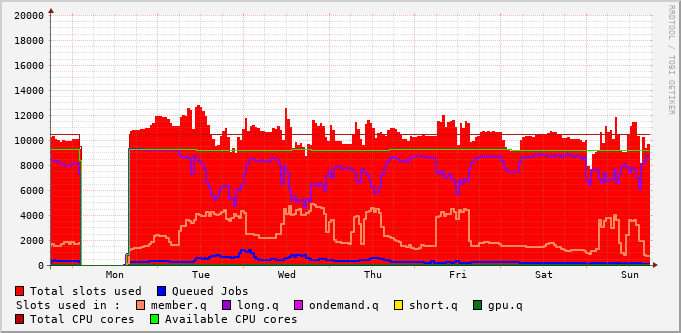 20000
18000
16000
14000
12000
10000
8000
6000
4000
2000
0
Mon Tue Wed Thu Fri Sat Sun
Total slots used Queued Jobs
Slots used in : member.q long.q ondemand.q short.q gpu.q
Total CPU cores Available CPU cores
RRDTOOL / TOBI OETIKER